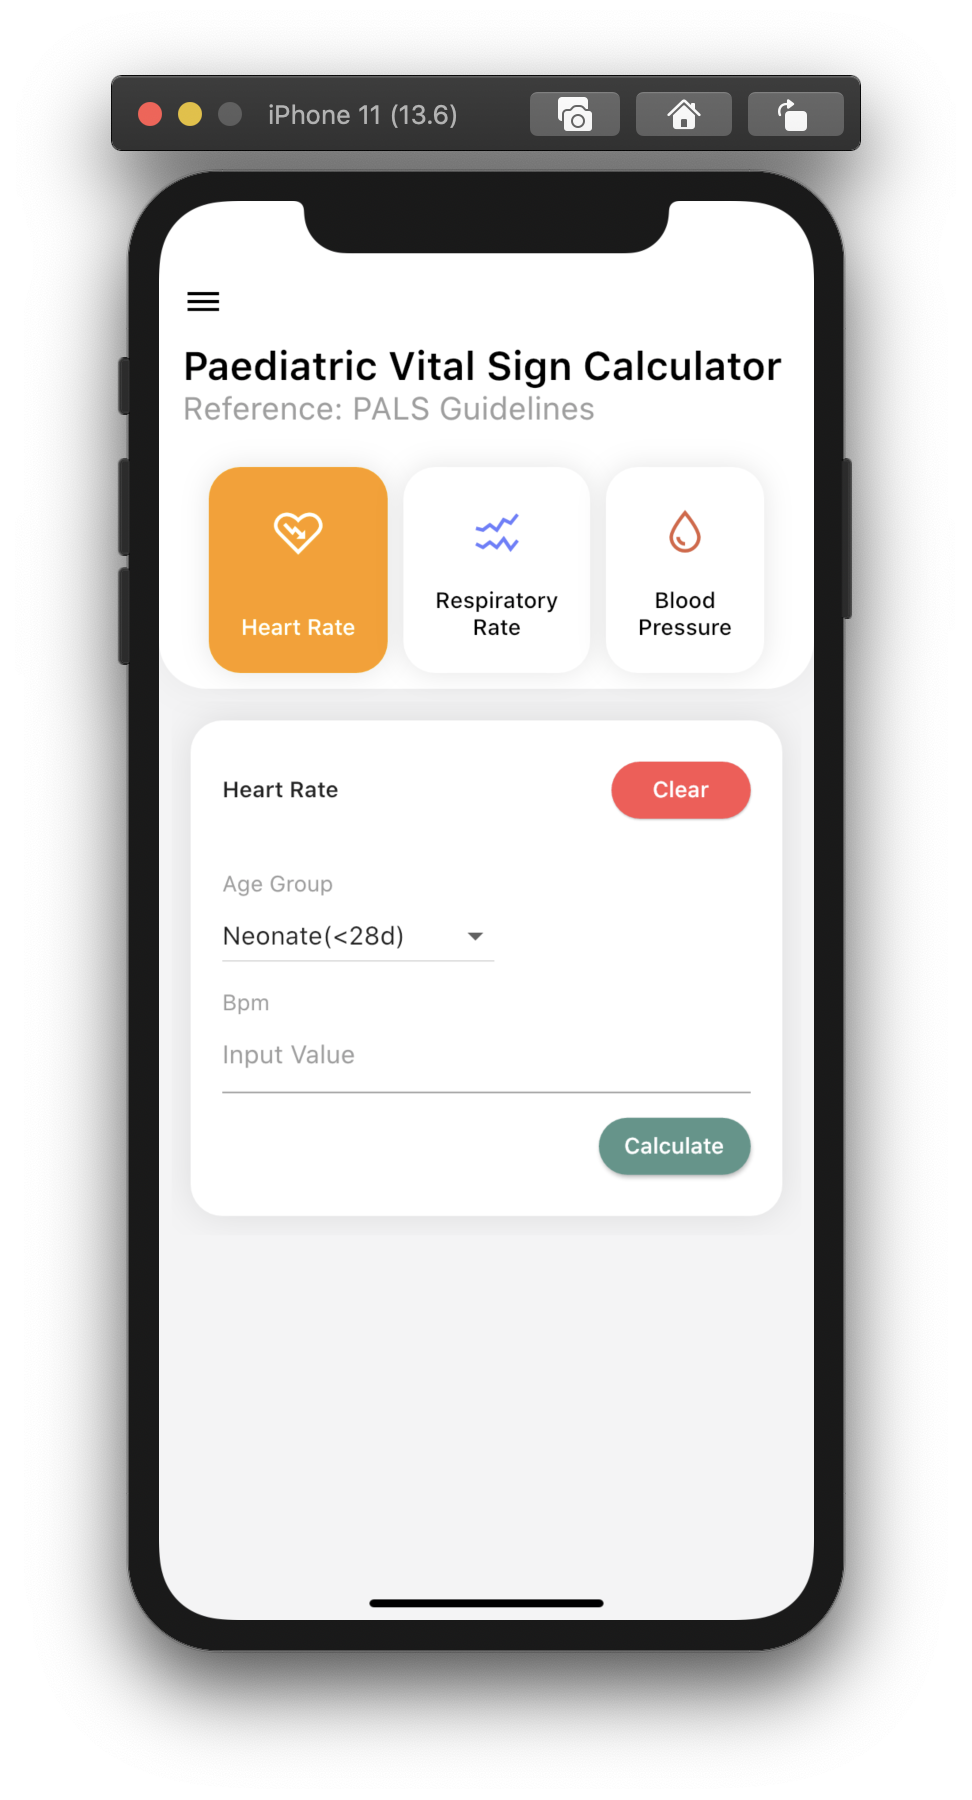 iPhone 11 (13.6)
Paediatric Vital Sign Calculator
Reference: PALS Guidelines
Heart Rate
Respiratory
Rate
Blood
Pressure
Heart Rate
Clear
Age Group
Neonate(<28d)
Bpm
Input Value
Calculate